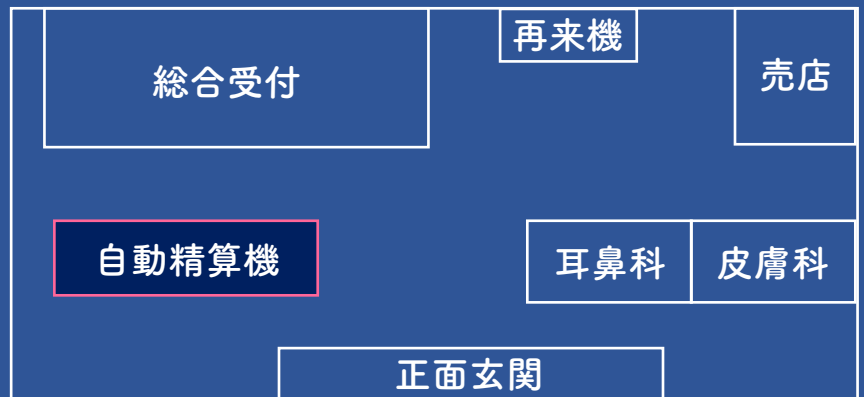 再来機
総合受付
売店
自動精算機
耳鼻科
皮膚科
正面玄関